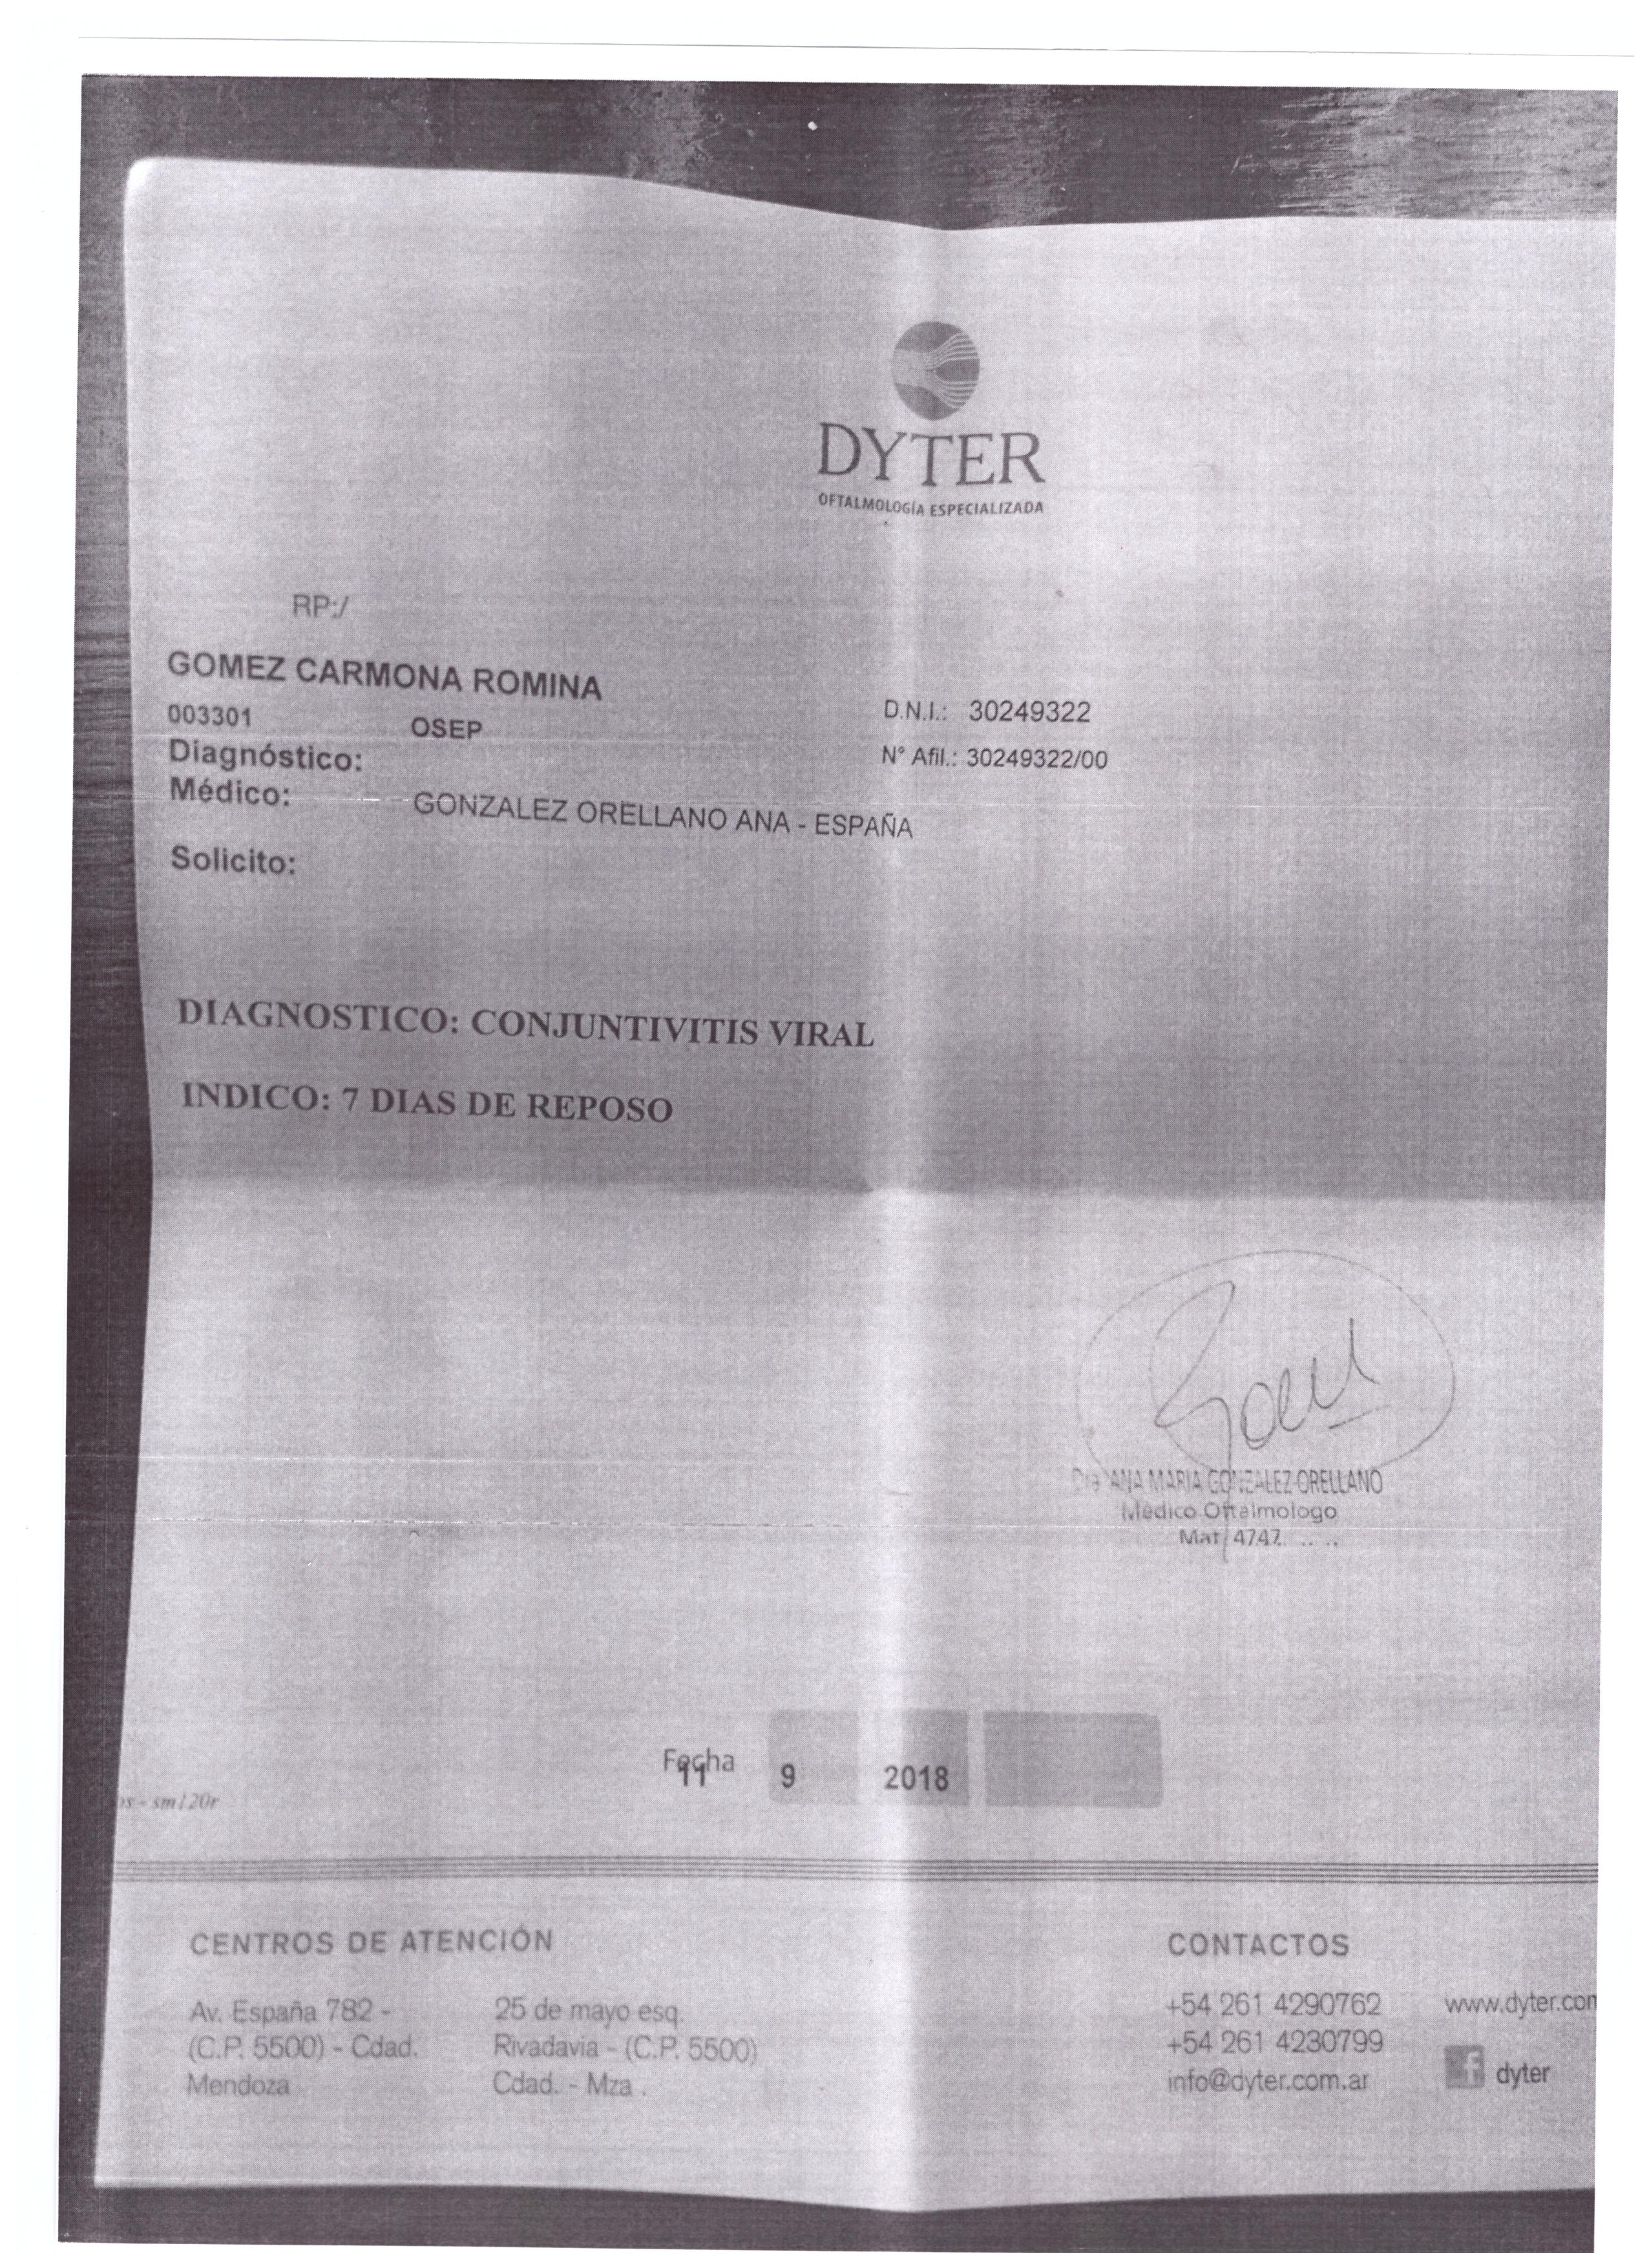 DYTER
OFTALMOLOGÍA ESPECIALIZADA
RP:/
GOMEZ CARMONA ROMINA
003301 OSEP D.N.I.: 30249322
Diagnóstico: N° Afil.: 30249322/00
Médico: GONZALEZ ORELLANO ANA - ESPAÑA
Solicito:
DIAGNOSTICO: CONJUNTIVITIS VIRAL
INDICO: 7 DIAS DE REPOSO
Dra. ANA MARIA GONZALEZ ORELLANO
Médico Oftalmologo
Mat. 4747
Fecha 11 9 2018
sm120r
CENTROS DE ATENCIÓN
Av. España 782 -
(C.P. 5500) - Cdad.
Mendoza
25 de mayo esq.
Rivadavia - (C.P. 5500)
Cdad. - Mza .
CONTACTOS
+54 261 4290762
+54 261 4230799
info@dyter.com.ar
www.dyter.com
f dyter